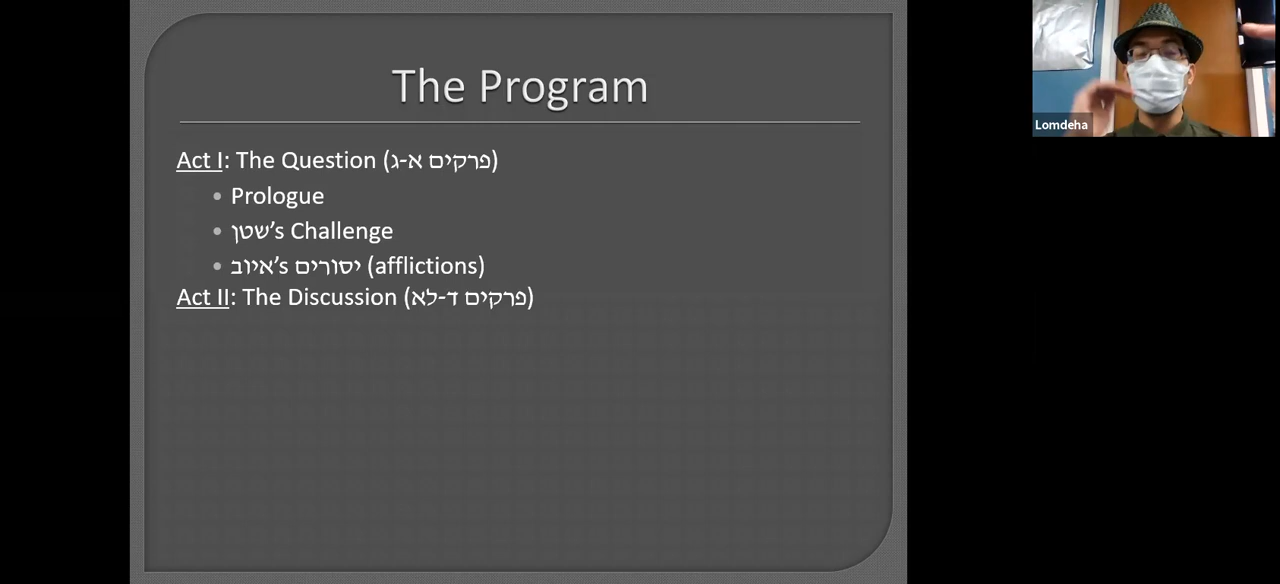 The Program
Act I: The Question (פרקים א-ג)
Prologue
שטן's Challenge
איוב's יסורים (afflictions)
Act II: The Discussion (פרקים ד-לא)
Lomdeha